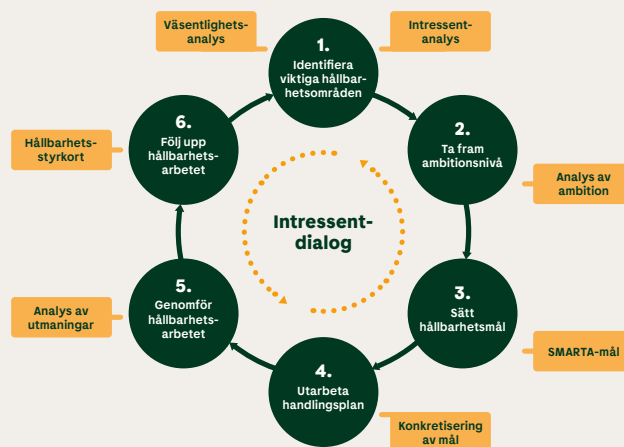 Väsentlighets-
analys
1.
Identifiera
viktiga hållbar-
hetsområden
Intressent-
analys
2.
Ta fram
ambitionsnivå
Analys av
ambition
3.
Sätt
hållbarhetsmål
SMARTA-mål
4.
Utarbeta
handlingsplan
Konkretisering
av mål
5.
Genomför
hållbarhets-
arbetet
Analys av
utmaningar
6.
Följ upp
hållbarhets-
arbetet
Hållbarhets-
styrkort
Intressent-
dialog